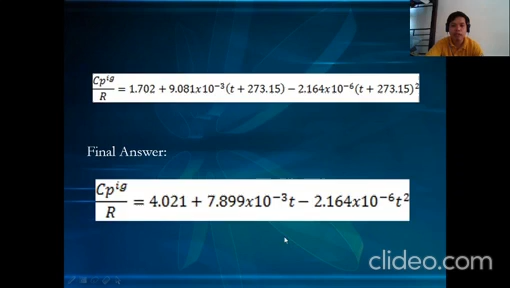 Cp^ig/R = 1.702 + 9.081x10^-3(t + 273.15) − 2.164x10^-6(t + 273.15)^2
Final Answer:
Cp^ig/R = 4.021 + 7.899x10^-3t − 2.164x10^-6t^2
clideo.com